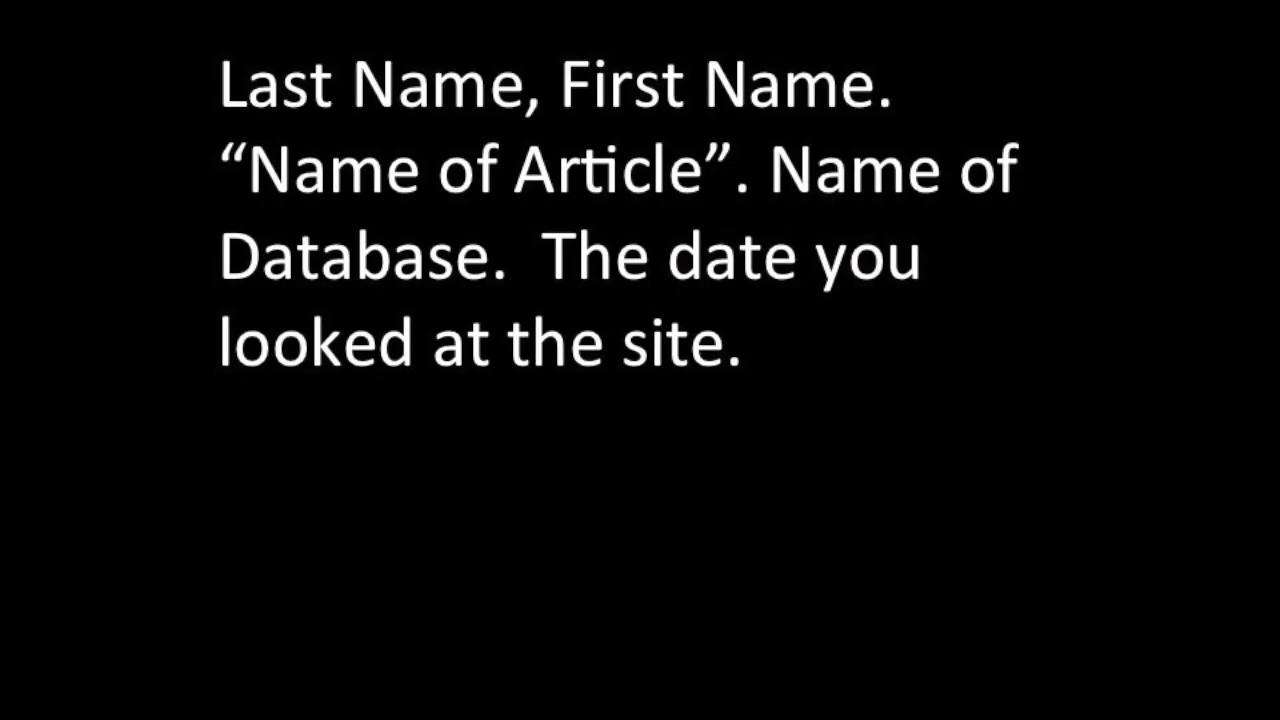 Last Name, First Name.
“Name of Article”. Name of
Database.  The date you
looked at the site.